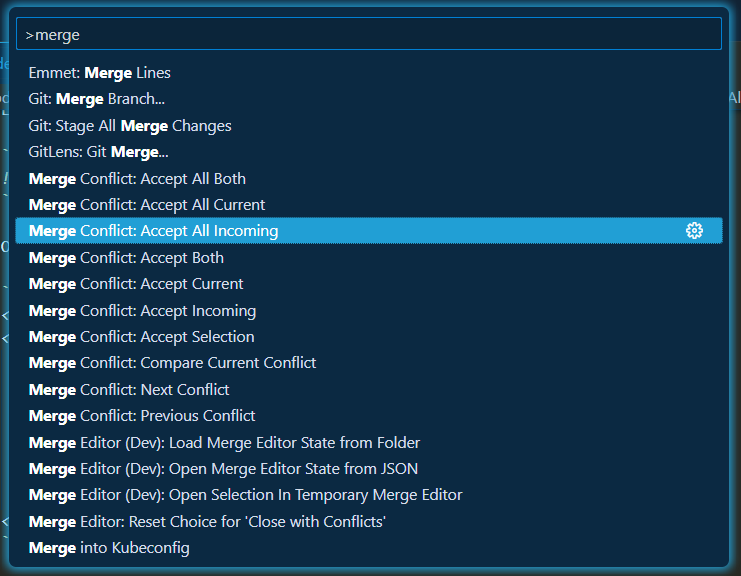 >merge
Emmet: Merge Lines
Git: Merge Branch...
Git: Stage All Merge Changes
GitLens: Git Merge...
Merge Conflict: Accept All Both
Merge Conflict: Accept All Current
Merge Conflict: Accept All Incoming
Merge Conflict: Accept Both
Merge Conflict: Accept Current
Merge Conflict: Accept Incoming
Merge Conflict: Accept Selection
Merge Conflict: Compare Current Conflict
Merge Conflict: Next Conflict
Merge Conflict: Previous Conflict
Merge Editor (Dev): Load Merge Editor State from Folder
Merge Editor (Dev): Open Merge Editor State from JSON
Merge Editor (Dev): Open Selection In Temporary Merge Editor
Merge Editor: Reset Choice for 'Close with Conflicts'
Merge into Kubeconfig